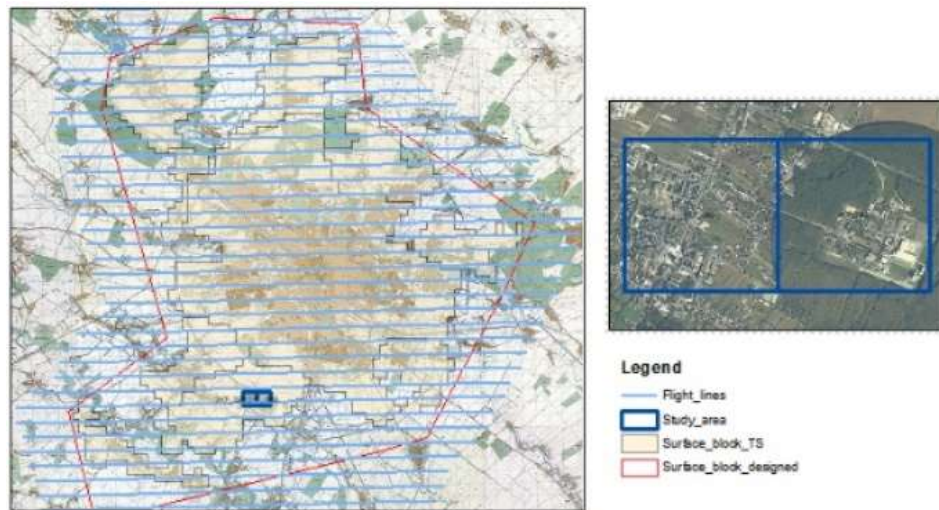 Legend
Flight_lines
Study_area
Surface_block_TS
Surface_block_designed